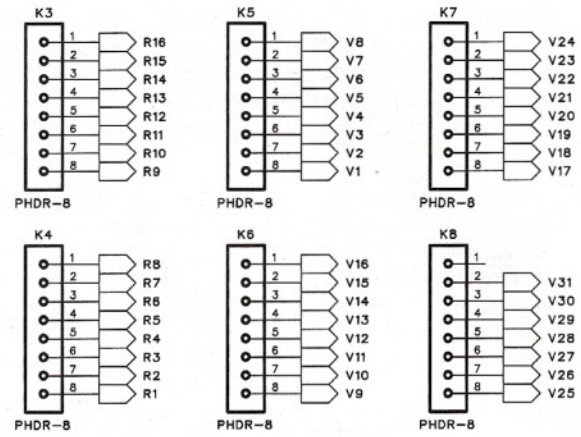 K3 K5 K7
1 R16 1 V8 1 V24
2 R15 2 V7 2 V23
3 R14 3 V6 3 V22
4 R13 4 V5 4 V21
5 R12 5 V4 5 V20
6 R11 6 V3 6 V19
7 R10 7 V2 7 V18
8 R9 8 V1 8 V17
PHDR-8 PHDR-8 PHDR-8
K4 K6 K8
1 R8 1 V16 1
2 R7 2 V15 2 V31
3 R6 3 V14 3 V30
4 R5 4 V13 4 V29
5 R4 5 V12 5 V28
6 R3 6 V11 6 V27
7 R2 7 V10 7 V26
8 R1 8 V9 8 V25
PHDR-8 PHDR-8 PHDR-8